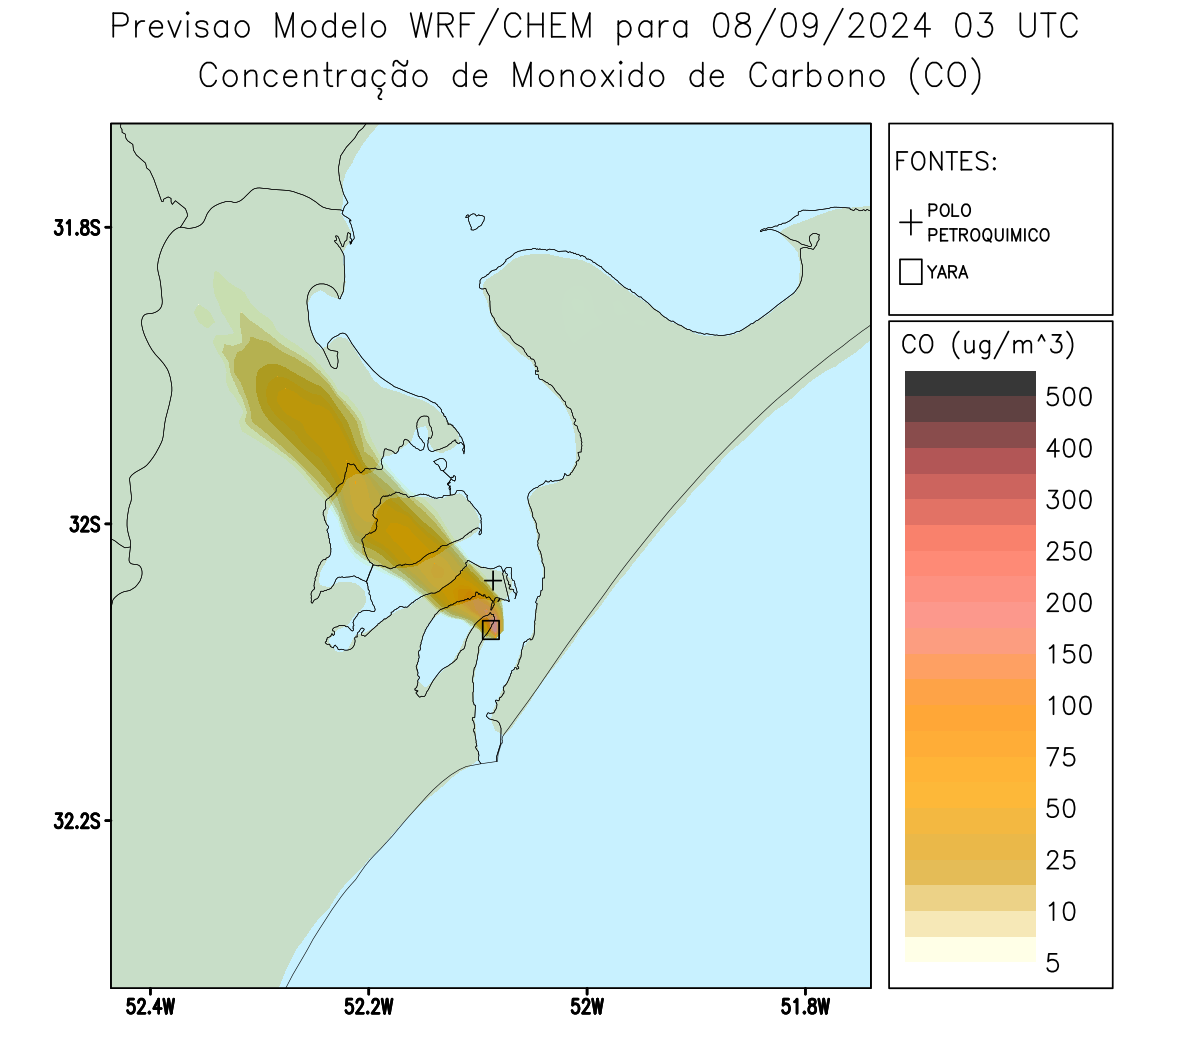 Previsao Modelo WRF/CHEM para 08/09/2024 03 UTC
Concentração de Monoxido de Carbono (CO)
FONTES:
POLO
PETROQUIMICO
YARA
CO (ug/m^3)
500
400
300
250
200
150
100
75
50
25
10
5
31.8S
32S
32.2S
52.4W
52.2W
52W
51.8W